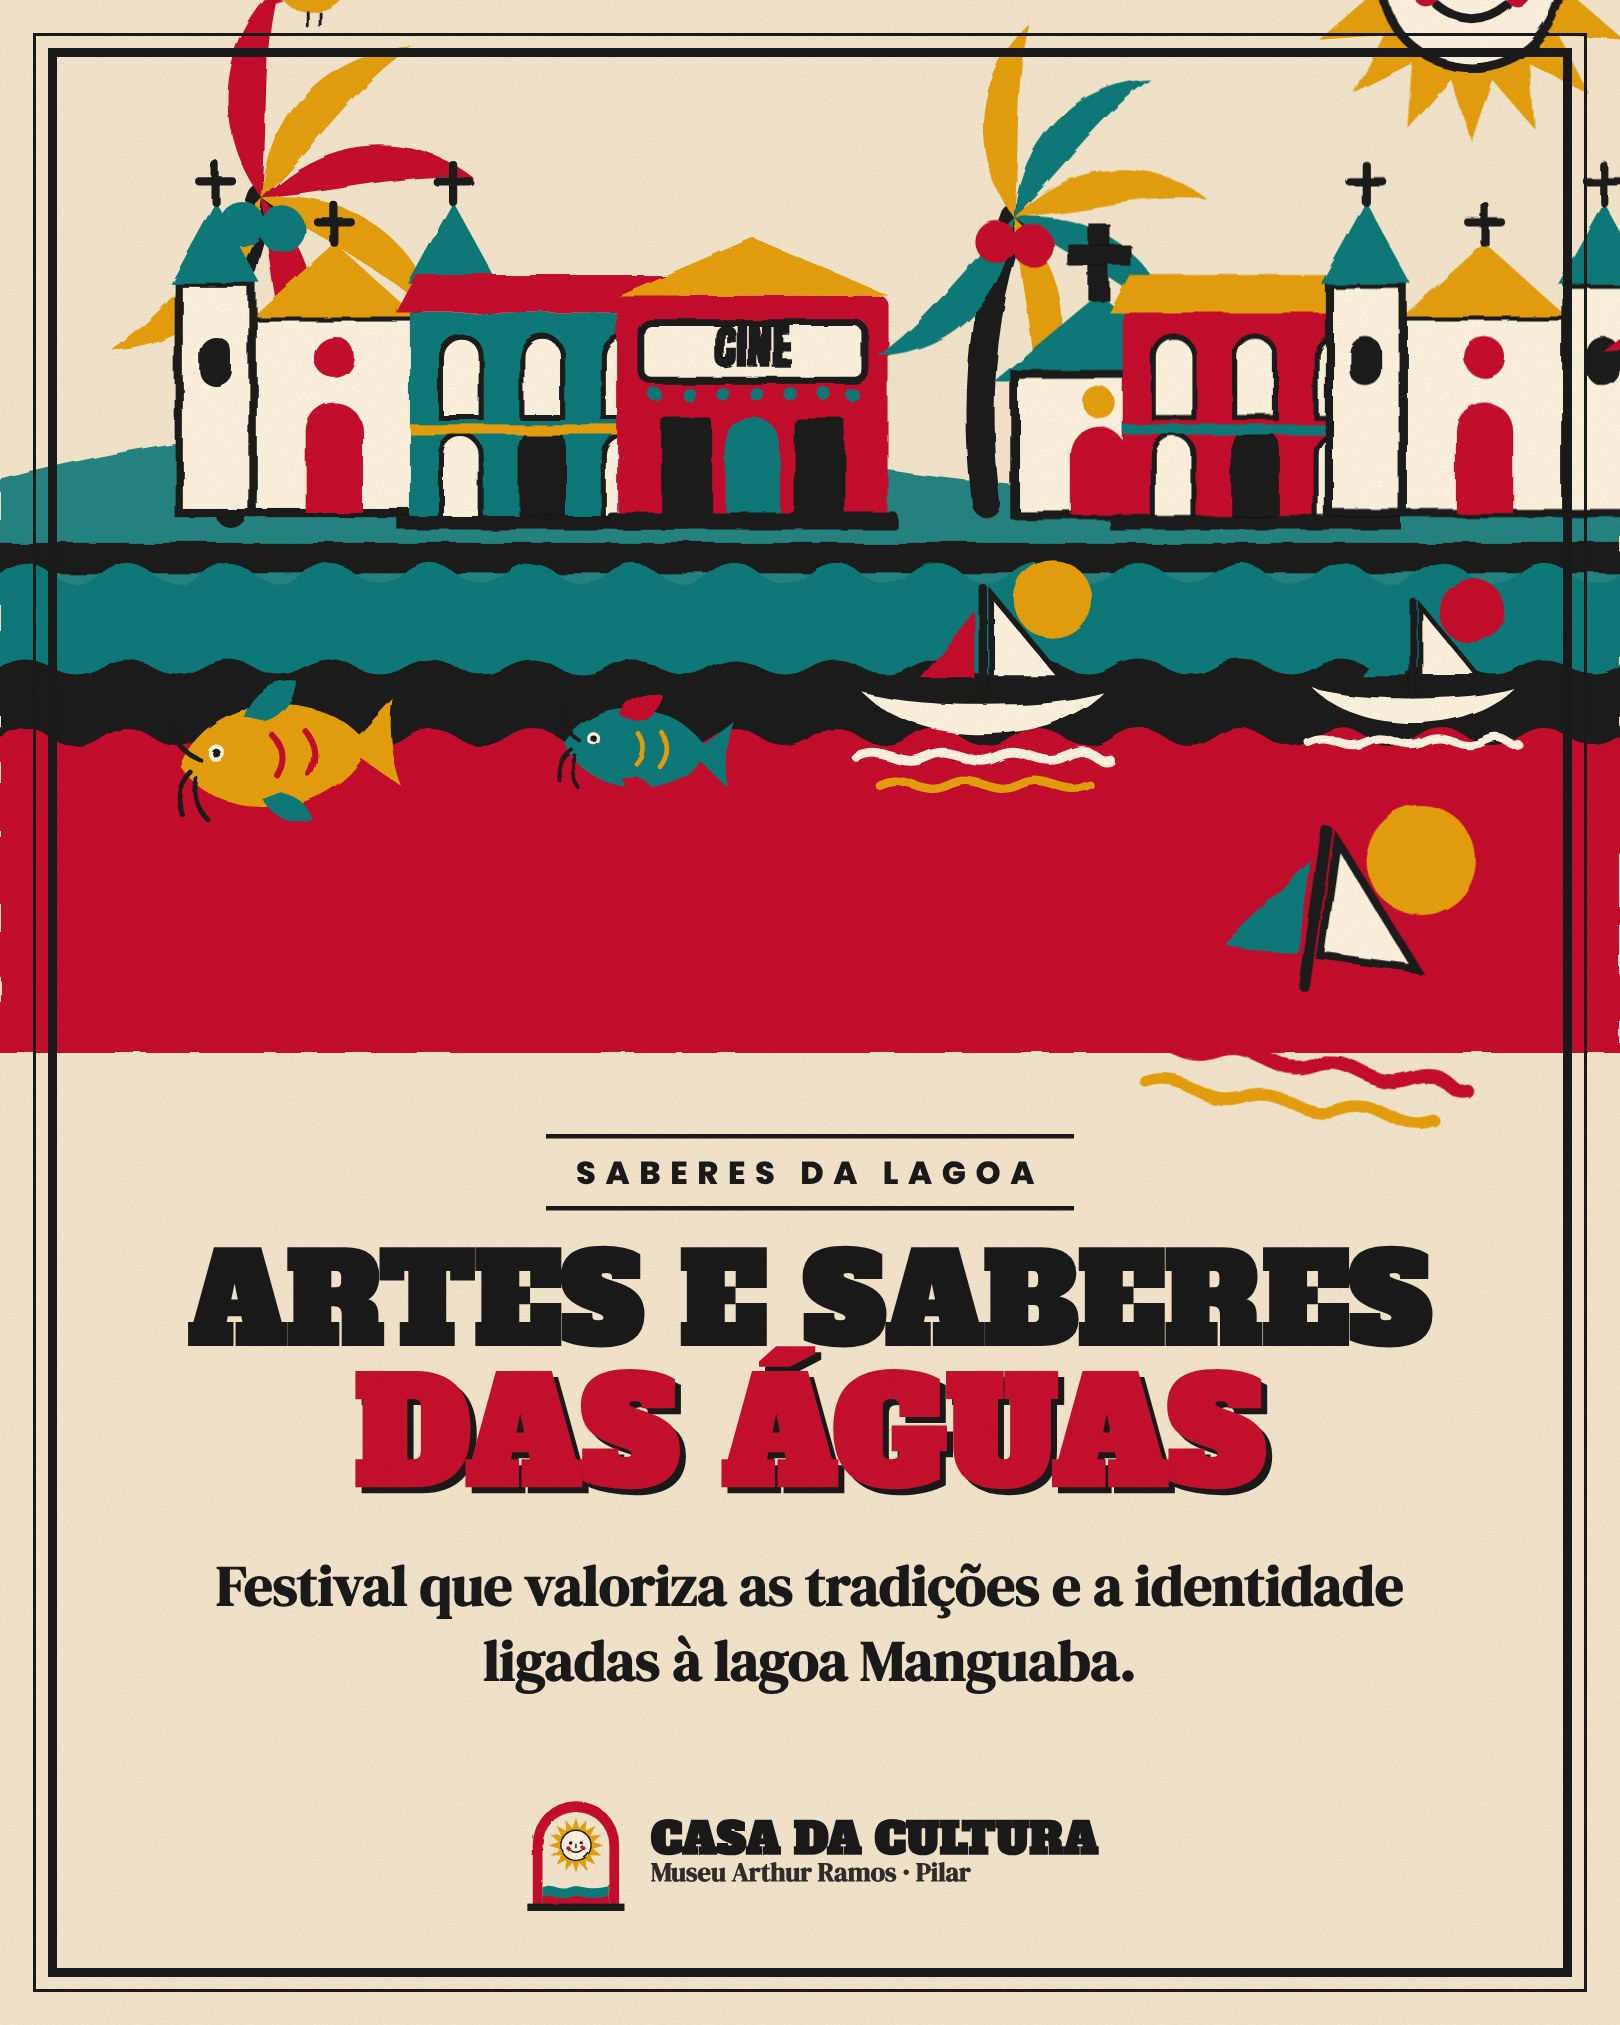 CINE
SABERES DA LAGOA
ARTES E SABERES
DAS ÁGUAS
Festival que valoriza as tradições e a identidade
ligadas à lagoa Manguaba.
CASA DA CULTURA
Museu Arthur Ramos · Pilar